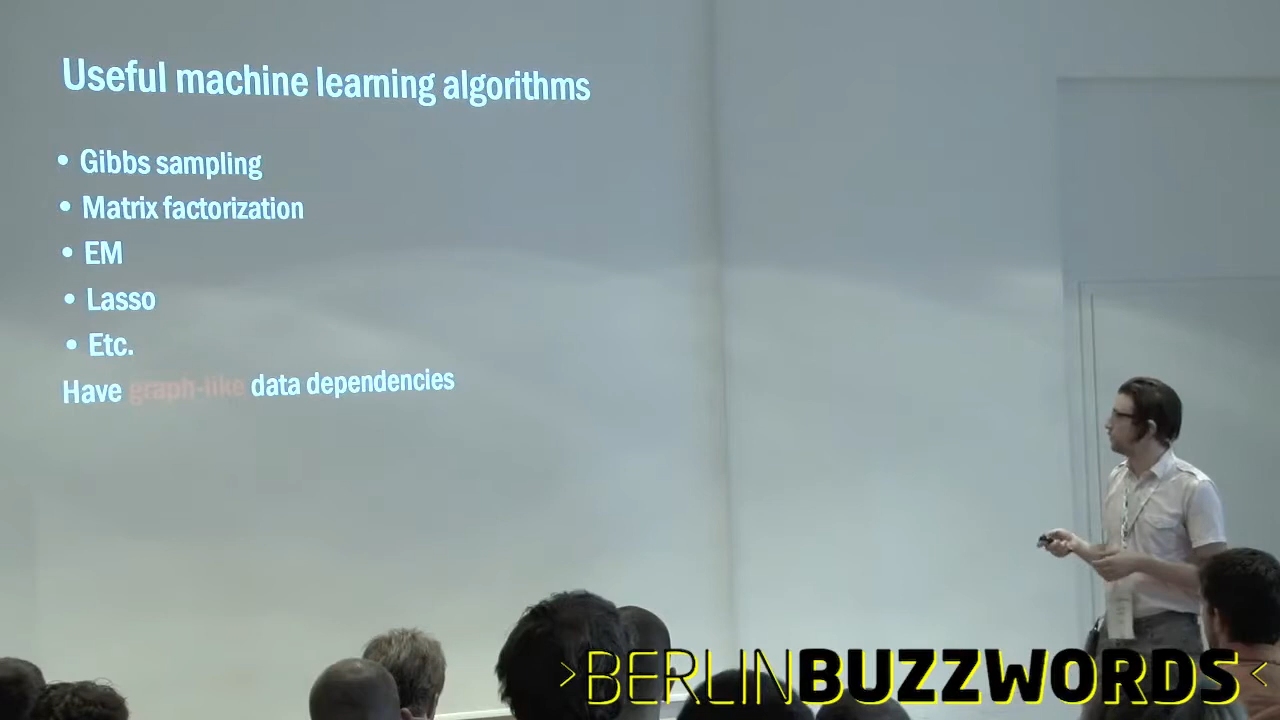 Useful machine learning algorithms
• Gibbs sampling
• Matrix factorization
• EM
• Lasso
• Etc.
Have graph-like data dependencies
>BERLINBUZZWORDS<